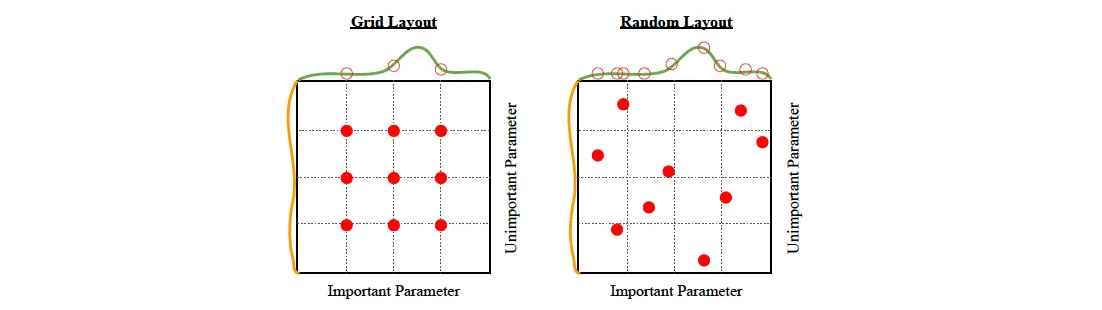 Grid Layout
Unimportant Parameter
Important Parameter
Random Layout
Unimportant Parameter
Important Parameter